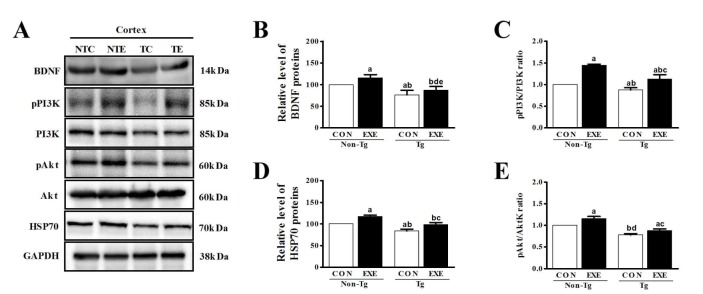 A
Cortex
NTC NTE TC TE
BDNF 14kDa
pPI3K 85kDa
PI3K 85kDa
pAkt 60kDa
Akt 60kDa
HSP70 70kDa
GAPDH 38kDa
B
Relative level of
BDNF proteins
200
150
100
50
0
a
ab
bde
CON EXE CON EXE
Non-Tg Tg
C
pPI3K/PI3K ratio
2.0
1.5
1.0
0.5
0.0
a
ab
abc
CON EXE CON EXE
Non-Tg Tg
D
Relative level of
HSP70 proteins
200
150
100
50
0
a
ab
bc
CON EXE CON EXE
Non-Tg Tg
E
pAkt/AktK ratio
2.0
1.5
1.0
0.5
0.0
a
bd
ac
CON EXE CON EXE
Non-Tg Tg